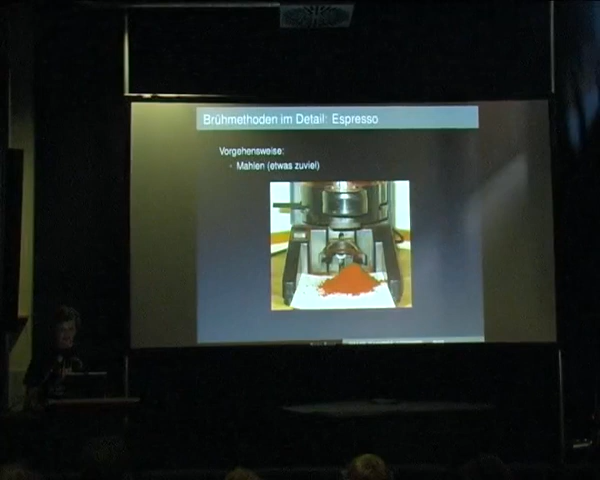 Brühmethoden im Detail: Espresso
Vorgehensweise:
Mahlen (etwas zuviel)